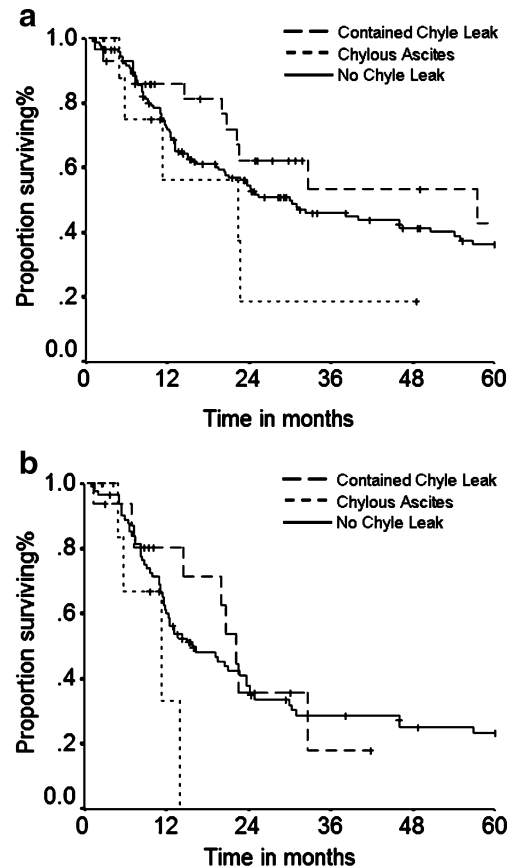 a
Contained Chyle Leak
Chylous Ascites
No Chyle Leak
Proportion surviving%
1.0
.8
.6
.4
.2
0.0
0 12 24 36 48 60
Time in months
b
Contained Chyle Leak
Chylous Ascites
No Chyle Leak
Proportion surviving%
1.0
.8
.6
.4
.2
0.0
0 12 24 36 48 60
Time in months